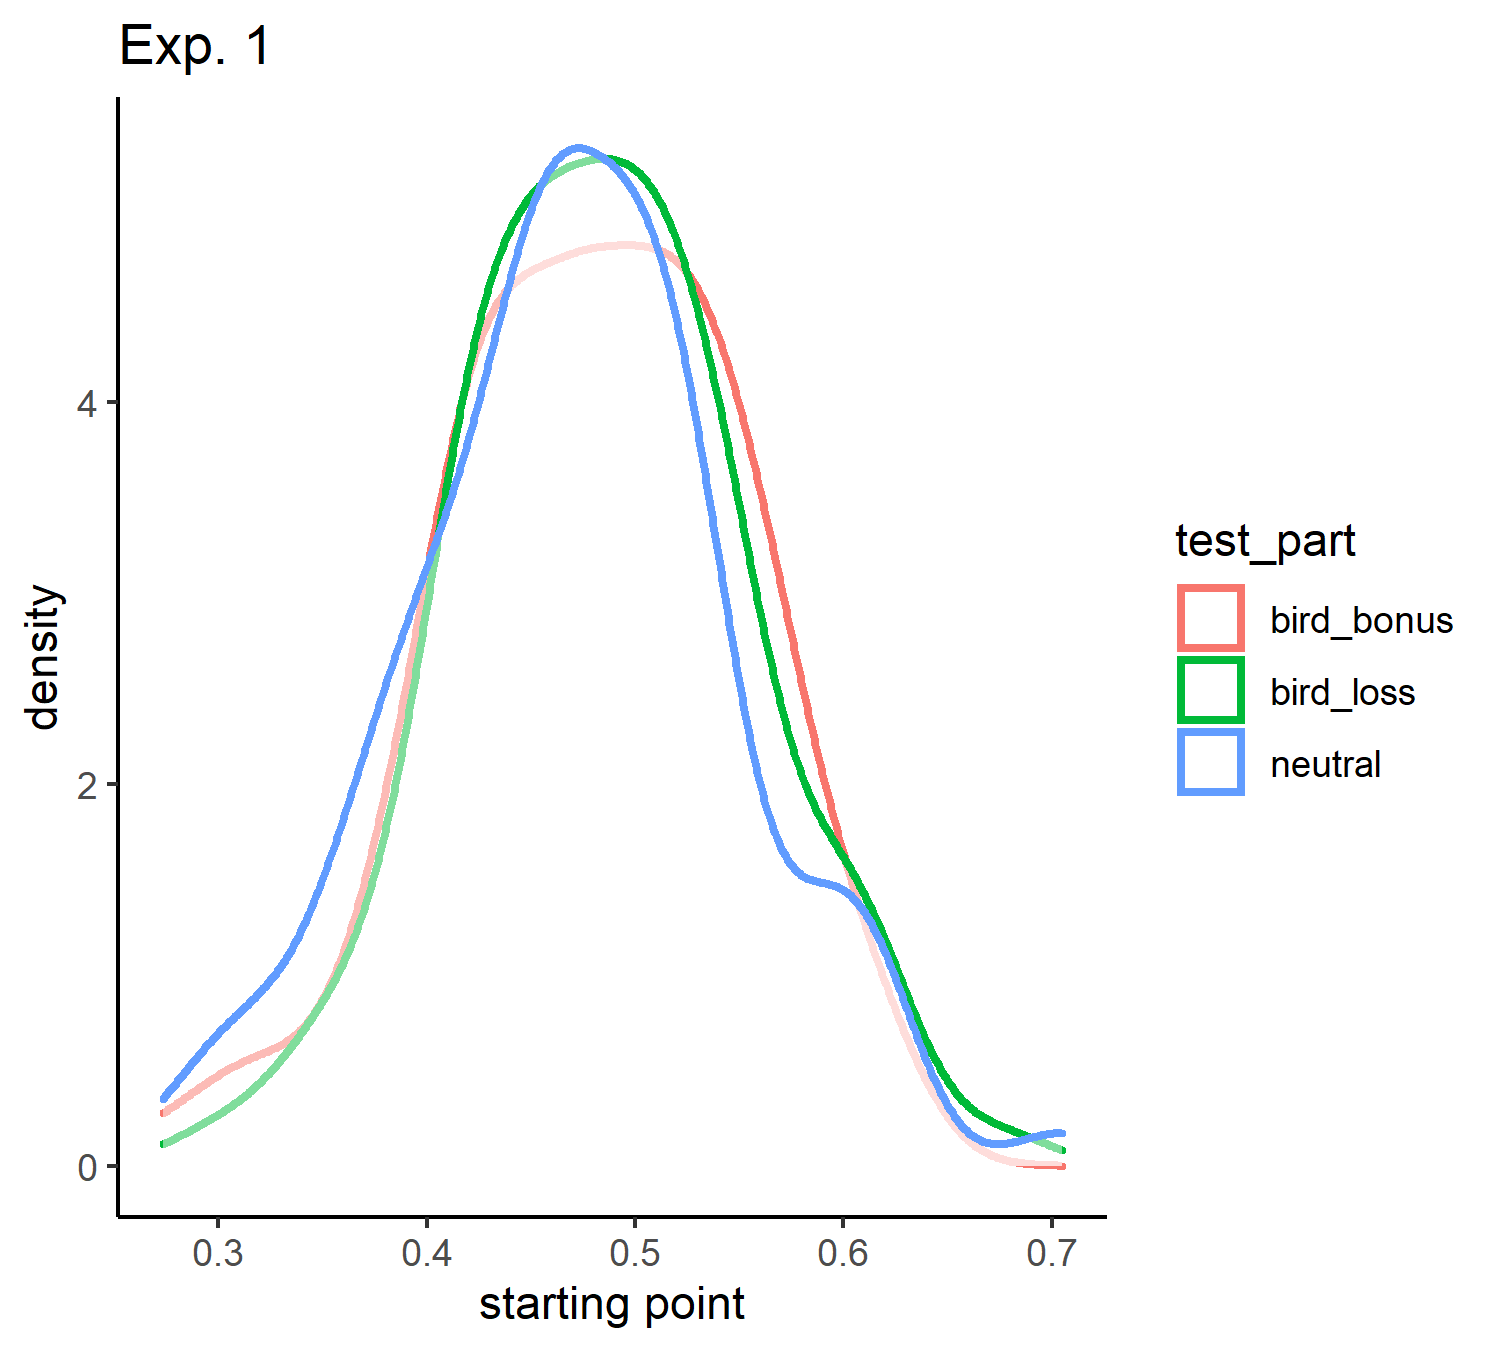 Exp. 1
density
4
2
0
0.3 0.4 0.5 0.6 0.7
starting point
test_part
bird_bonus
bird_loss
neutral